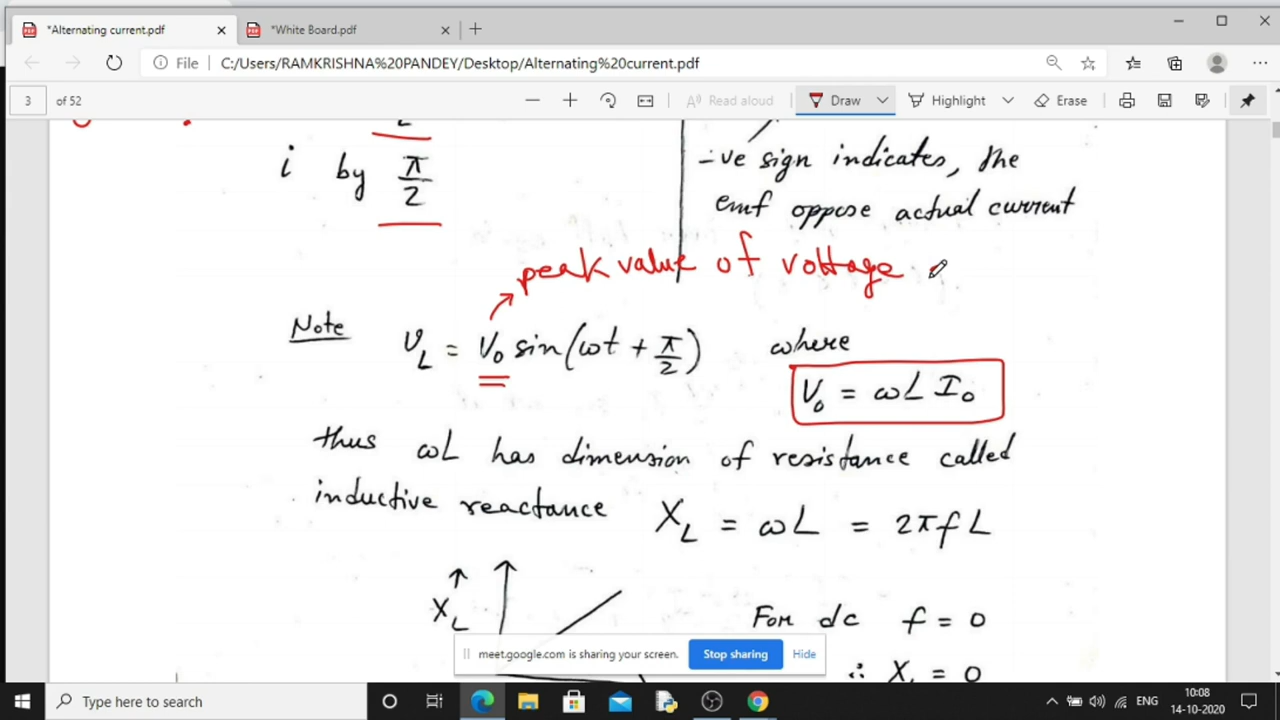 *Alternating current.pdf
*White Board.pdf
File C:/Users/RAMKRISHNA%20PANDEY/Desktop/Alternating%20current.pdf
3 of 52
Read aloud Draw Highlight Erase
i by π/2
-ve sign indicates, the
emf oppose actual current
peak value of voltage
Note V_L = V_0 sin(ωt + π/2) where
V_0 = ωL I_0
thus ωL has dimension of resistance called
inductive reactance X_L = ωL = 2πfL
X_L
For dc f = 0
∴ X_L = 0
meet.google.com is sharing your screen. Stop sharing Hide
Type here to search
ENG
10:08
14-10-2020